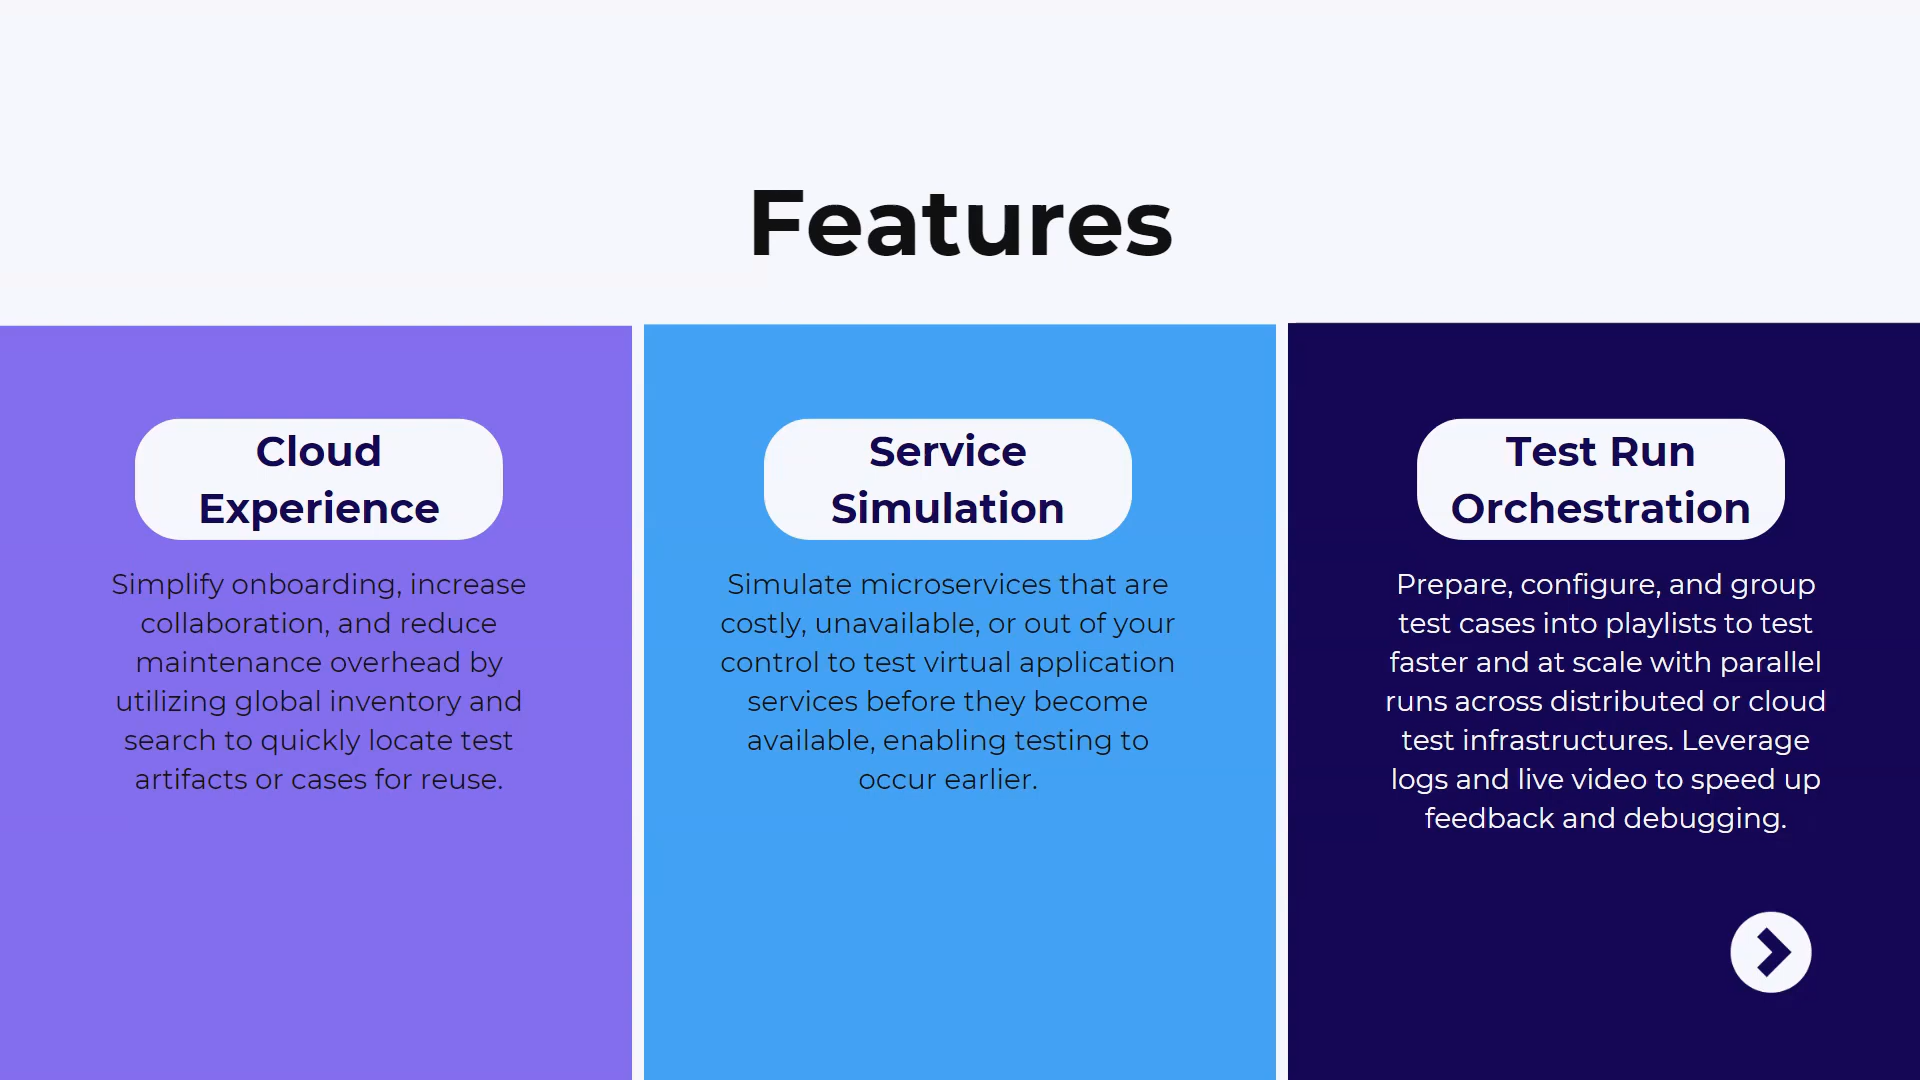 Features
Cloud
Experience
Simplify onboarding, increase
collaboration, and reduce
maintenance overhead by
utilizing global inventory and
search to quickly locate test
artifacts or cases for reuse.
Service
Simulation
Simulate microservices that are
costly, unavailable, or out of your
control to test virtual application
services before they become
available, enabling testing to
occur earlier.
Test Run
Orchestration
Prepare, configure, and group
test cases into playlists to test
faster and at scale with parallel
runs across distributed or cloud
test infrastructures. Leverage
logs and live video to speed up
feedback and debugging.